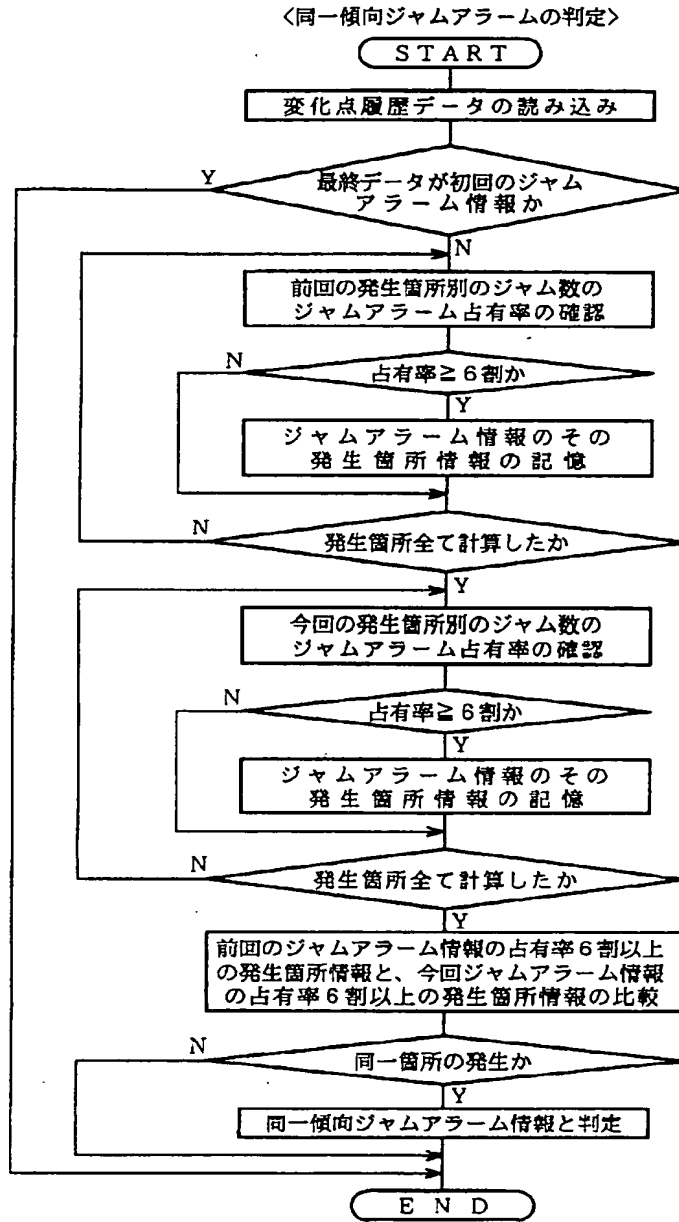 〈同一傾向ジャムアラームの判定〉
START
変化点履歴データの読み込み
Y
最終データが初回のジャム
アラーム情報か
N
前回の発生箇所別のジャム数の
ジャムアラーム占有率の確認
N
占有率≧6割か
Y
ジャムアラーム情報のその
発生箇所情報の記憶
N
発生箇所全て計算したか
Y
今回の発生箇所別のジャム数の
ジャムアラーム占有率の確認
N
占有率≧6割か
Y
ジャムアラーム情報のその
発生箇所情報の記憶
N
発生箇所全て計算したか
Y
前回のジャムアラーム情報の占有率6割以上
の発生箇所情報と、今回ジャムアラーム情報
の占有率6割以上の発生箇所情報の比較
N
同一箇所の発生か
Y
同一傾向ジャムアラーム情報と判定
END